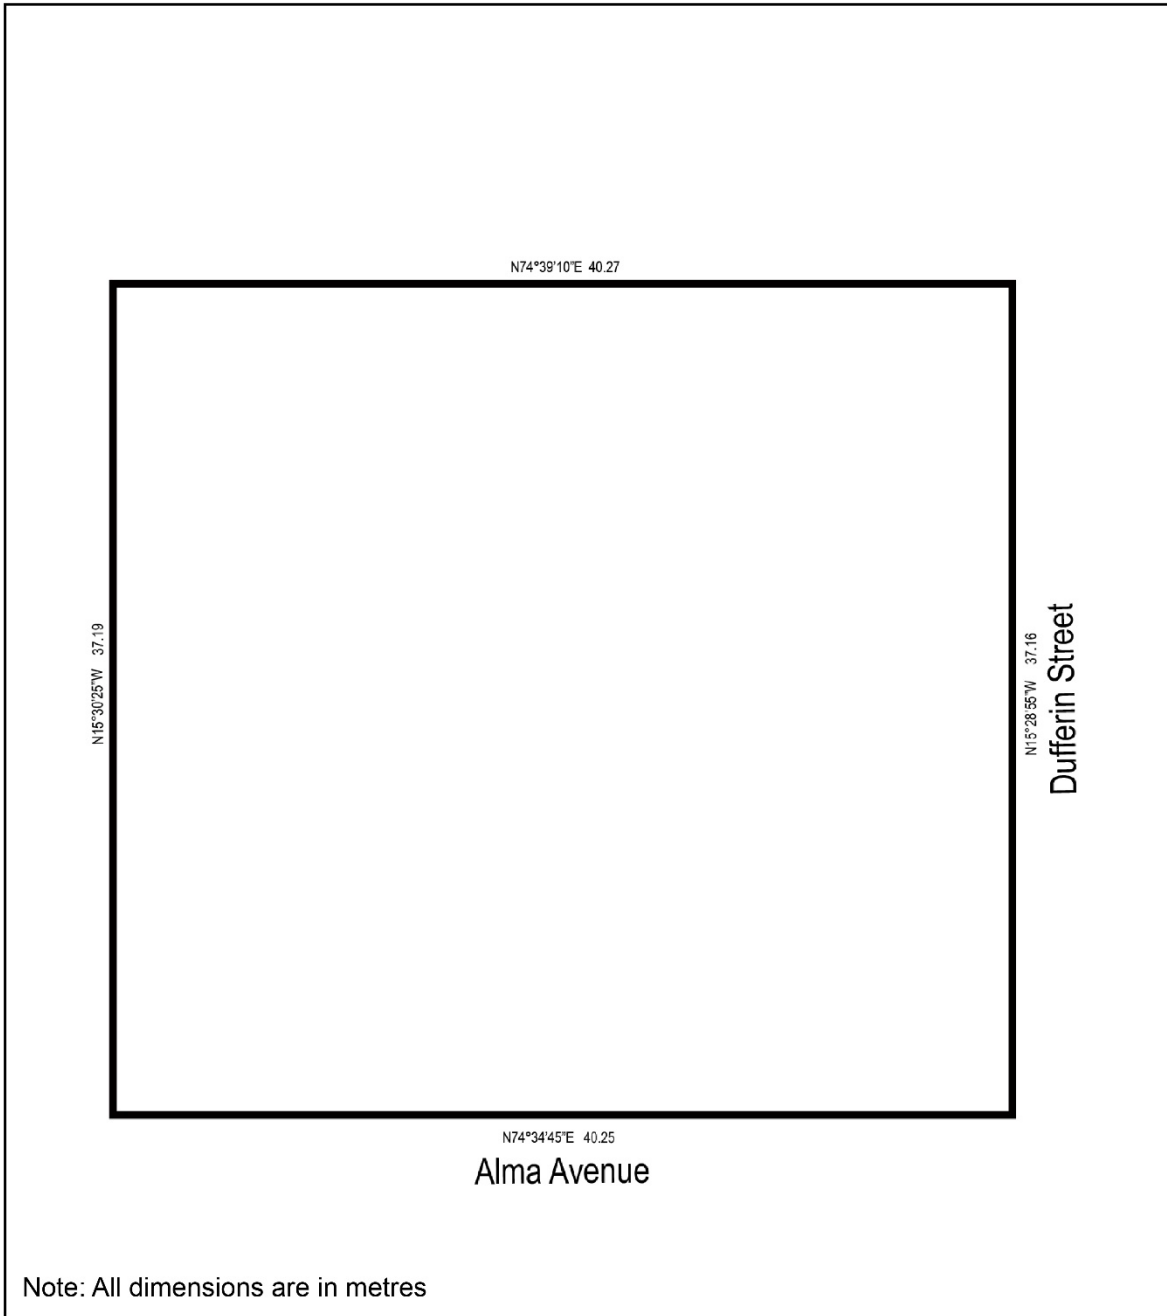 N74°39'10"E 40.27
N15°30'25"W 37.19
N15°28'55"W 37.16
Dufferin Street
N74°34'45"E 40.25
Alma Avenue
Note: All dimensions are in metres